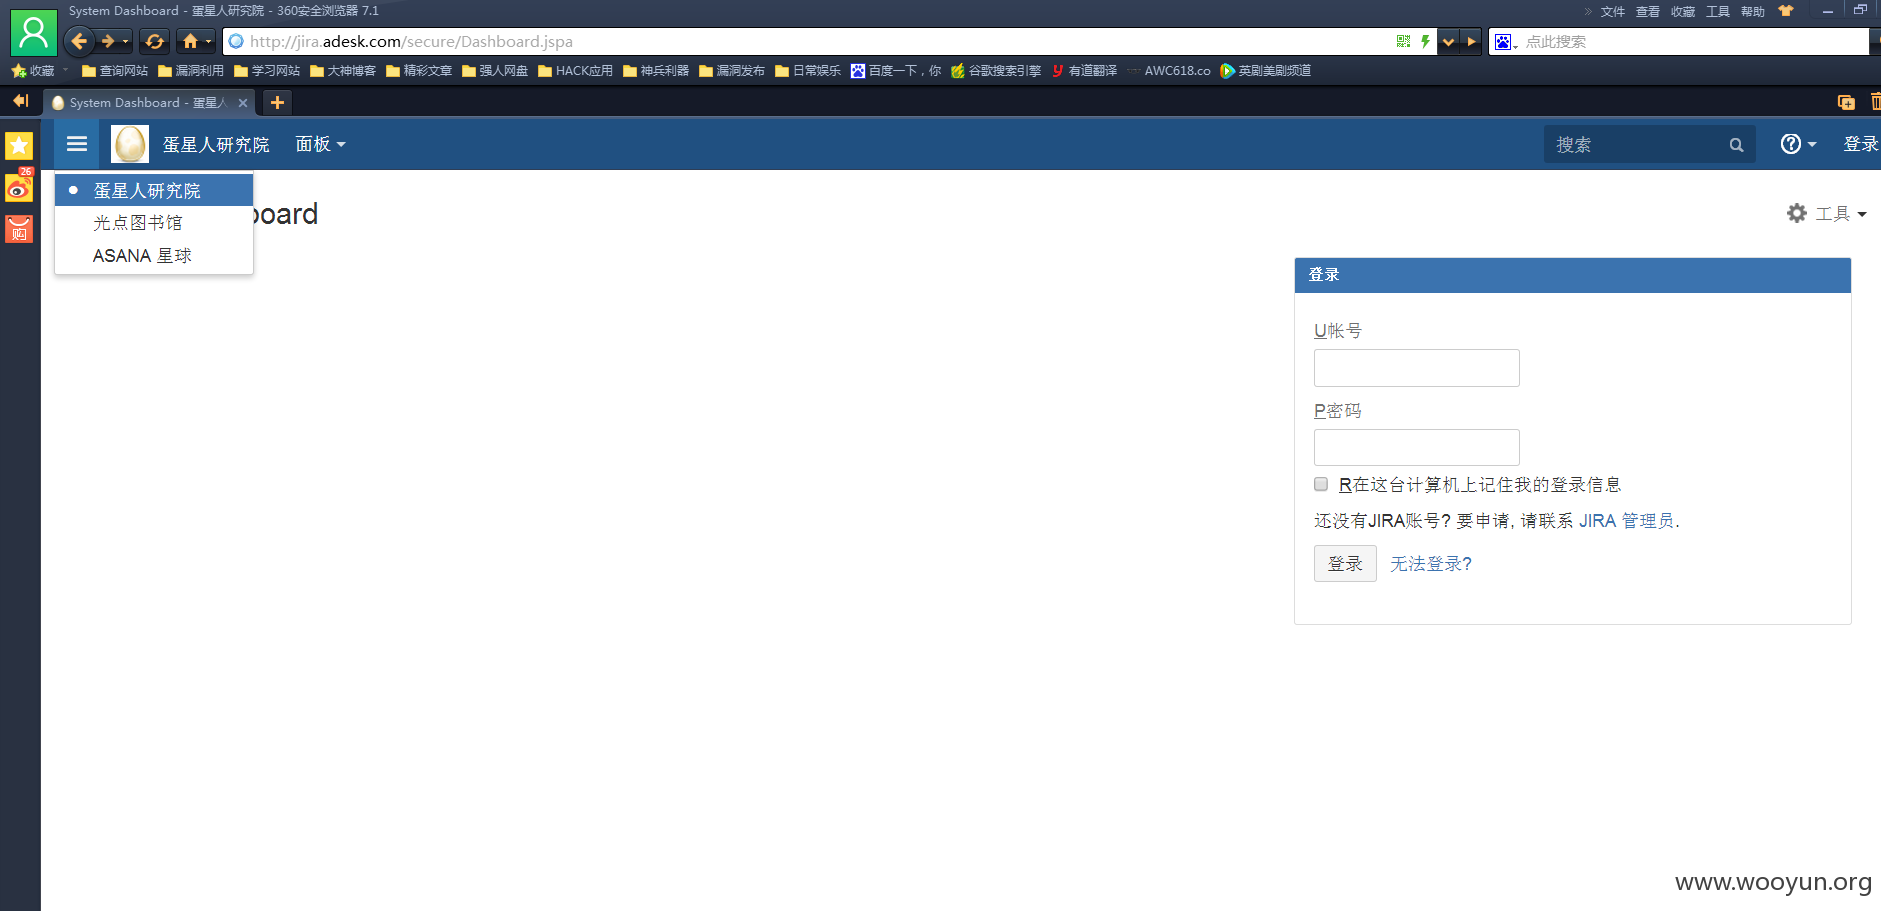 System Dashboard - 蛋星人研究院 - 360安全浏览器 7.1
» 文件 查看 收藏 工具 帮助
http://jira.adesk.com/secure/Dashboard.jspa
点此搜索
收藏 查询网站 漏洞利用 学习网站 大神博客 精彩文章 强人网盘 HACK应用 神兵利器 漏洞发布 日常娱乐 百度一下，你 谷歌搜索引擎 有道翻译 AWC618.co 英剧美剧频道
System Dashboard - 蛋星人
蛋星人研究院 面板 搜索 登录
26
蛋星人研究院
光点图书馆
ASANA 星球
board
工具
购
登录
U帐号
P密码
R在这台计算机上记住我的登录信息
还没有JIRA账号? 要申请, 请联系 JIRA 管理员.
登录 无法登录?
www.wooyun.org